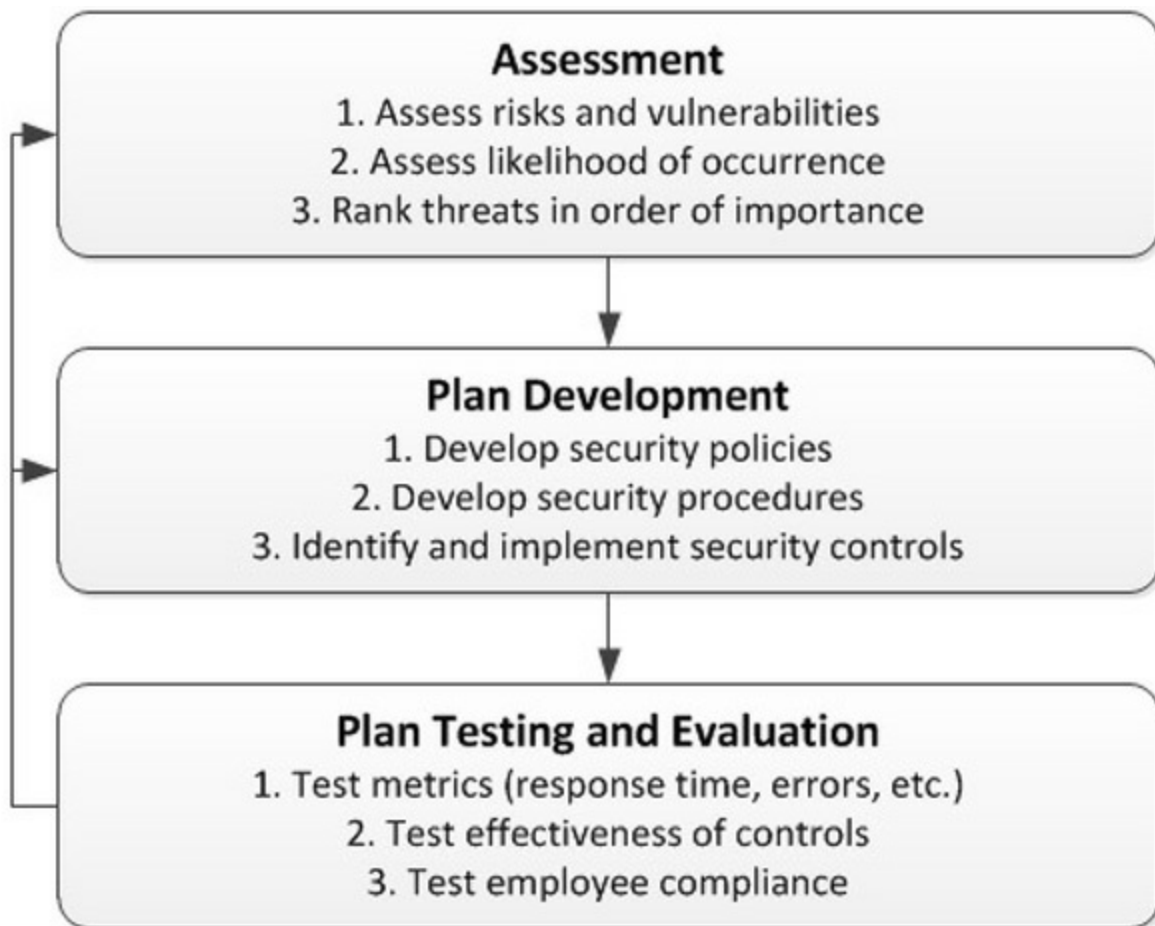 Assessment
1. Assess risks and vulnerabilities
2. Assess likelihood of occurrence
3. Rank threats in order of importance
Plan Development
1. Develop security policies
2. Develop security procedures
3. Identify and implement security controls
Plan Testing and Evaluation
1. Test metrics (response time, errors, etc.)
2. Test effectiveness of controls
3. Test employee compliance